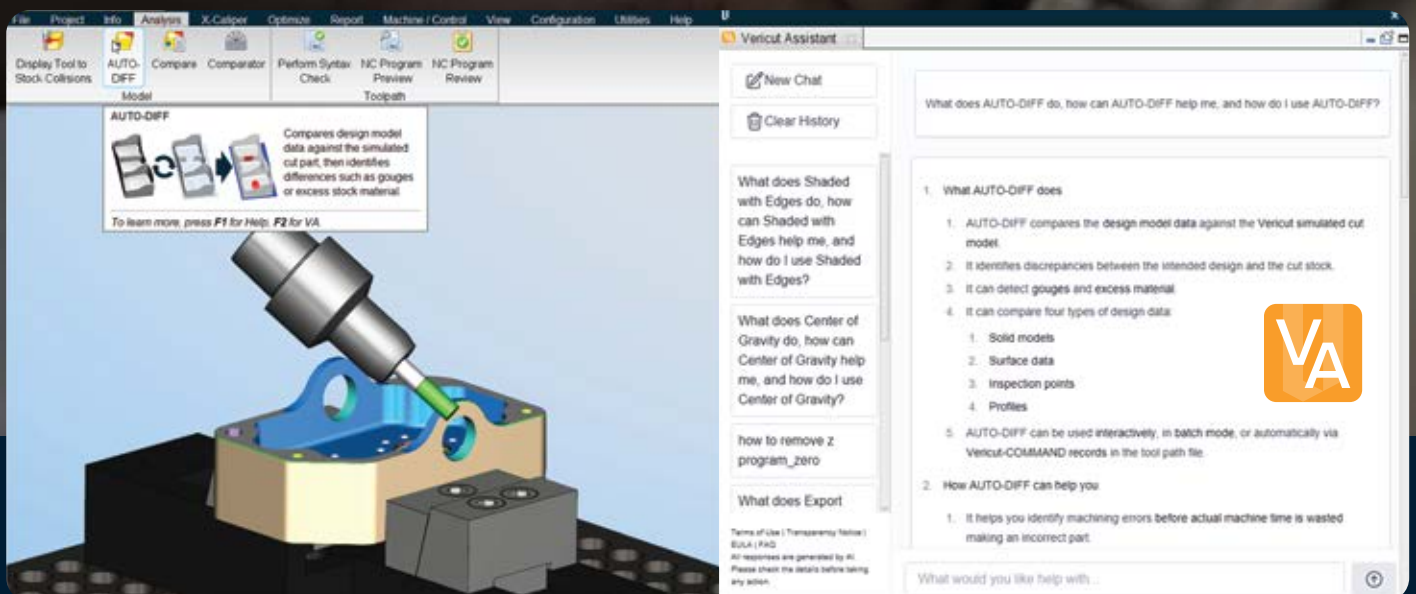 File Project Info Analysis X-Caliper Optimize Report Machine / Control View Configuration Utilities Help
Display Tool to
Stock Collisions
AUTO-
DIFF
Compare
Comparator
Perform Syntax
Check
NC Program
Preview
NC Program
Review
Model
Toolpath
AUTO-DIFF
Compares design model
data against the simulated
cut part, then identifies
differences such as gouges
or excess stock material.
To learn more, press F1 for Help, F2 for VA
Vericut Assistant
New Chat
Clear History
What does Shaded
with Edges do, how
can Shaded with
Edges help me, and
how do I use Shaded
with Edges?
What does Center of
Gravity do, how can
Center of Gravity help
me, and how do I use
Center of Gravity?
how to remove z
program_zero
What does Export
Terms of Use | Transparency Notice |
EULA | FAQ
All responses are generated by AI.
Please check the details before taking
any action.
What does AUTO-DIFF do, how can AUTO-DIFF help me, and how do I use AUTO-DIFF?
1. What AUTO-DIFF does
1. AUTO-DIFF compares the design model data against the Vericut simulated cut
model.
2. It identifies discrepancies between the intended design and the cut stock.
3. It can detect gouges and excess material
4. It can compare four types of design data:
1. Solid models
2. Surface data
3. Inspection points
4. Profiles
5. AUTO-DIFF can be used interactively, in batch mode, or automatically via
Vericut-COMMAND records in the tool path file.
2. How AUTO-DIFF can help you
1. It helps you identify machining errors before actual machine time is wasted
making an incorrect part.
What would you like help with...
VA